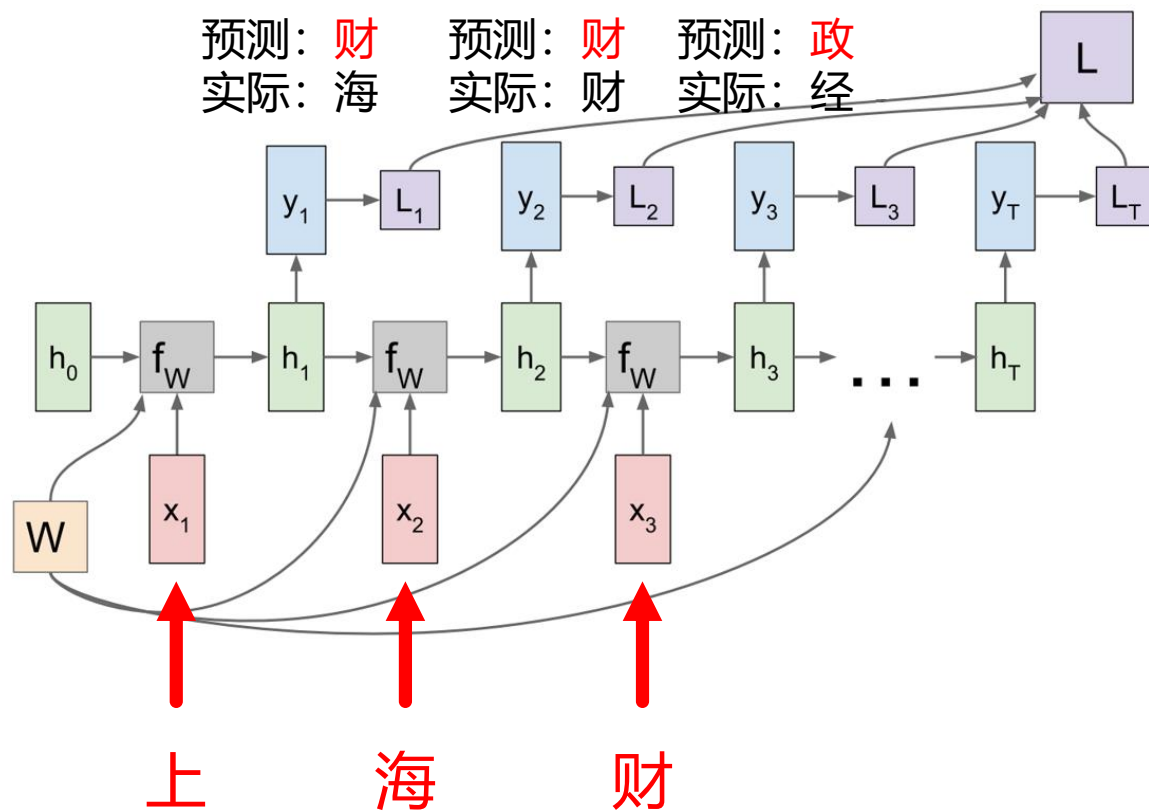 预测：财 预测：财 预测：政
实际：海 实际：财 实际：经
L
y1 L1 y2 L2 y3 L3 yT LT
h0 fW h1 fW h2 fW h3 ... hT
W x1 x2 x3
上 海 财